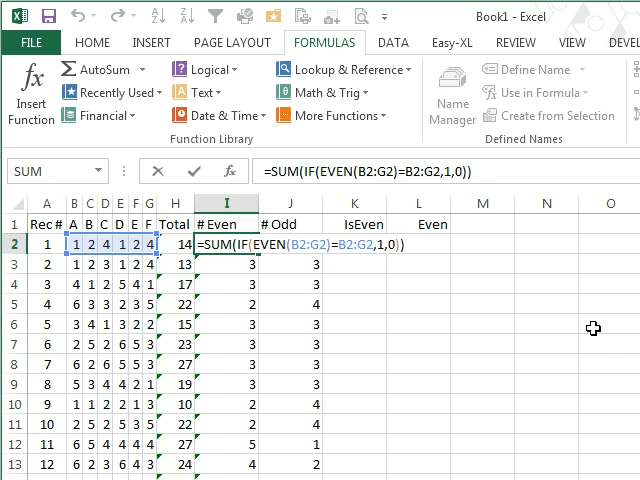 Book1 - Excel
FILE HOME INSERT PAGE LAYOUT FORMULAS DATA Easy-XL REVIEW VIEW DEVEL
AutoSum Logical Lookup & Reference Define Name
Recently Used Text Math & Trig Use in Formula
Financial Date & Time More Functions Create from Selection
Insert Function
Name Manager
Function Library Defined Names
SUM =SUM(IF(EVEN(B2:G2)=B2:G2,1,0))
A B C D E F G H I J K L M N O
1 Rec # A B C D E F Total # Even # Odd IsEven Even
2 1 1 2 4 1 2 4 14 =SUM(IF(EVEN(B2:G2)=B2:G2,1,0))
3 2 1 2 3 1 2 4 13 3 3
4 3 4 1 2 5 4 1 17 3 3
5 4 6 3 3 2 3 5 22 2 4
6 5 3 4 1 3 2 2 15 3 3
7 6 2 5 2 6 5 3 23 3 3
8 7 6 2 6 5 5 3 27 3 3
9 8 5 3 4 4 2 1 19 3 3
10 9 1 1 2 2 1 3 10 2 4
11 10 2 5 2 5 3 5 22 2 4
12 11 6 5 4 4 4 4 27 5 1
13 12 6 2 3 6 4 3 24 4 2